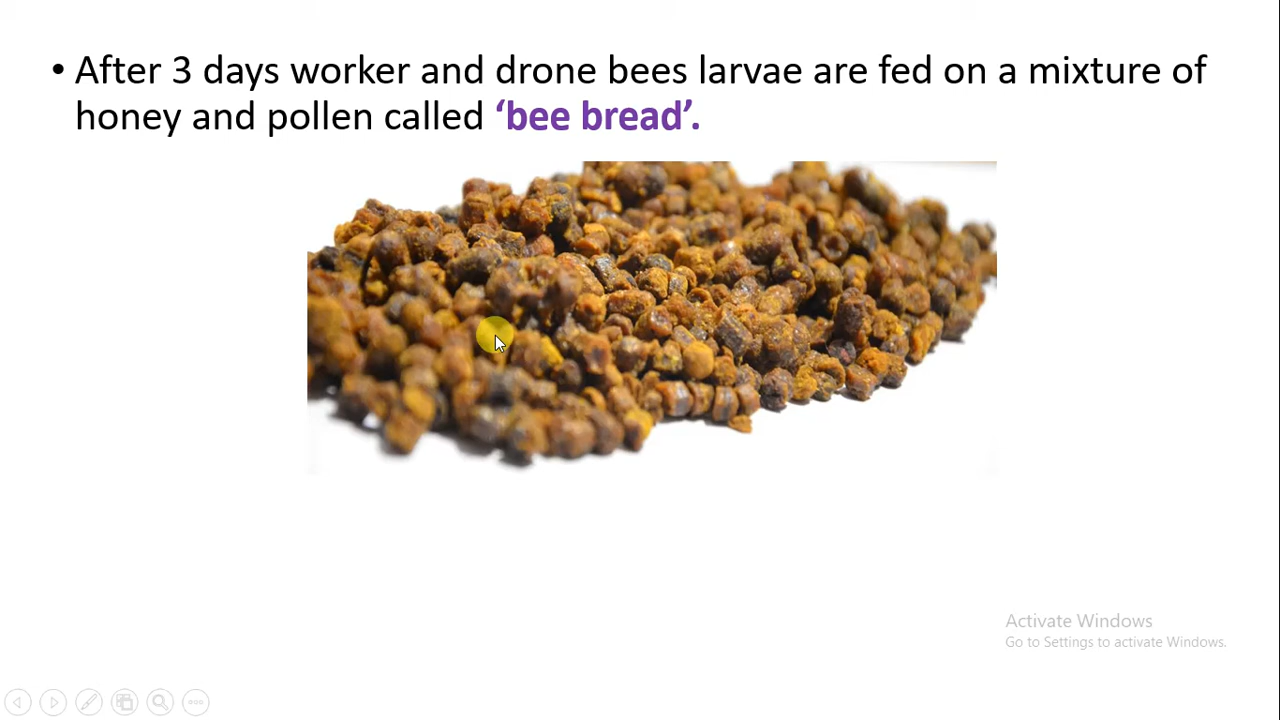 • After 3 days worker and drone bees larvae are fed on a mixture of
honey and pollen called ‘bee bread’.
Activate Windows
Go to Settings to activate Windows.